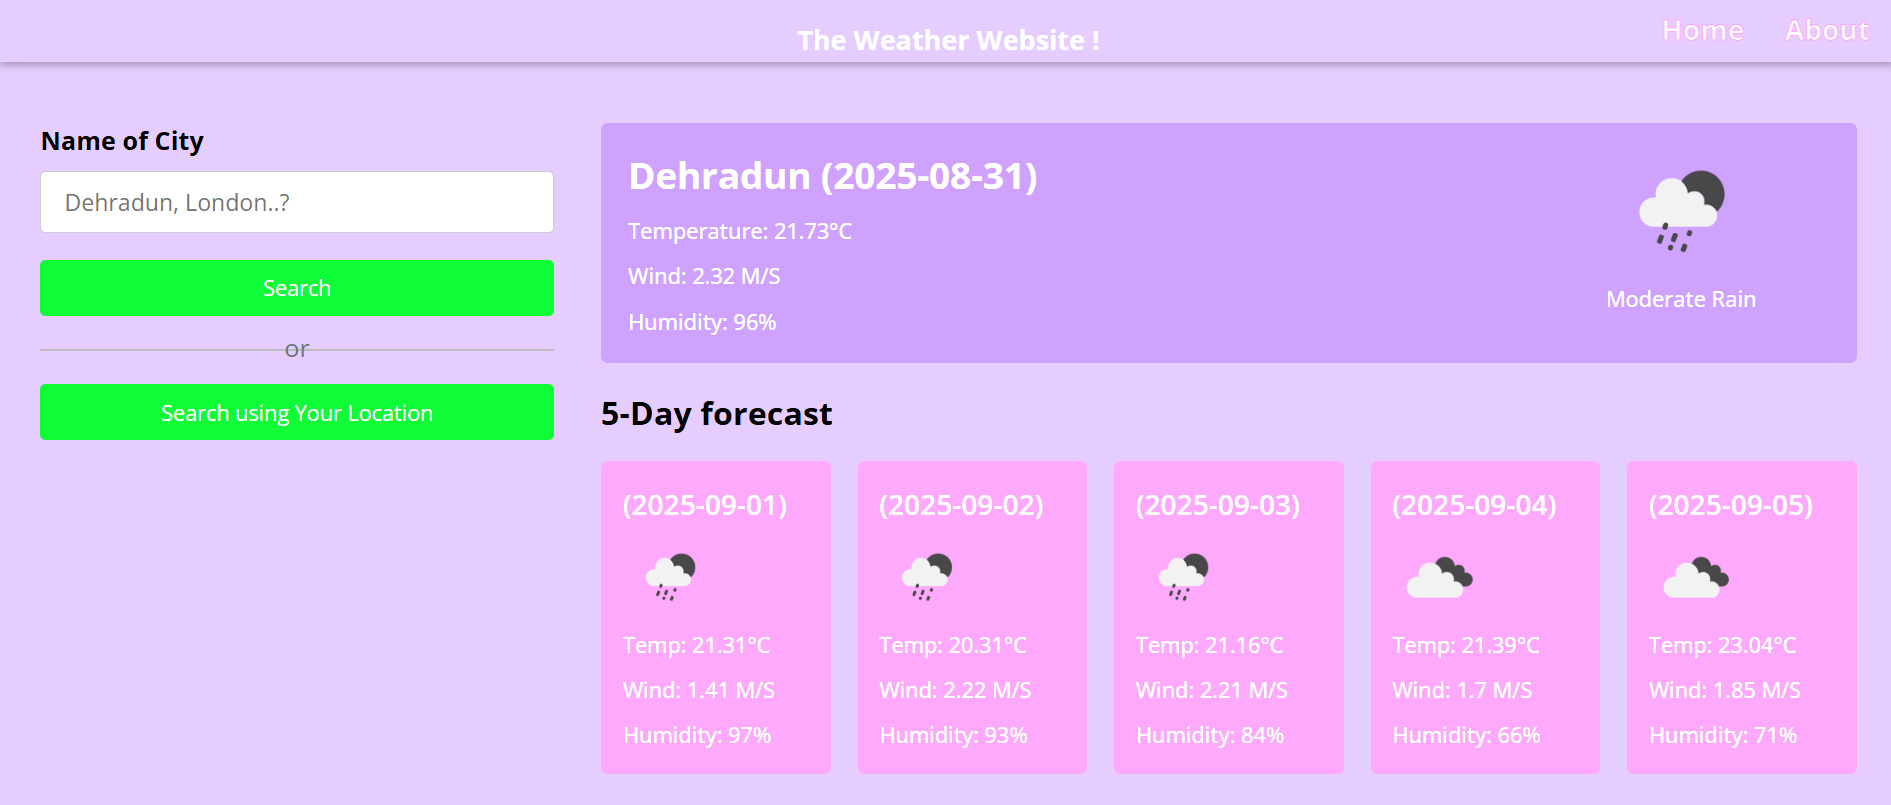 The Weather Website !
Home
About
Name of City
Dehradun, London..?
Search
or
Search using Your Location
Dehradun (2025-08-31)
Temperature: 21.73°C
Wind: 2.32 M/S
Humidity: 96%
Moderate Rain
5-Day forecast
(2025-09-01)
Temp: 21.31°C
Wind: 1.41 M/S
Humidity: 97%
(2025-09-02)
Temp: 20.31°C
Wind: 2.22 M/S
Humidity: 93%
(2025-09-03)
Temp: 21.16°C
Wind: 2.21 M/S
Humidity: 84%
(2025-09-04)
Temp: 21.39°C
Wind: 1.7 M/S
Humidity: 66%
(2025-09-05)
Temp: 23.04°C
Wind: 1.85 M/S
Humidity: 71%